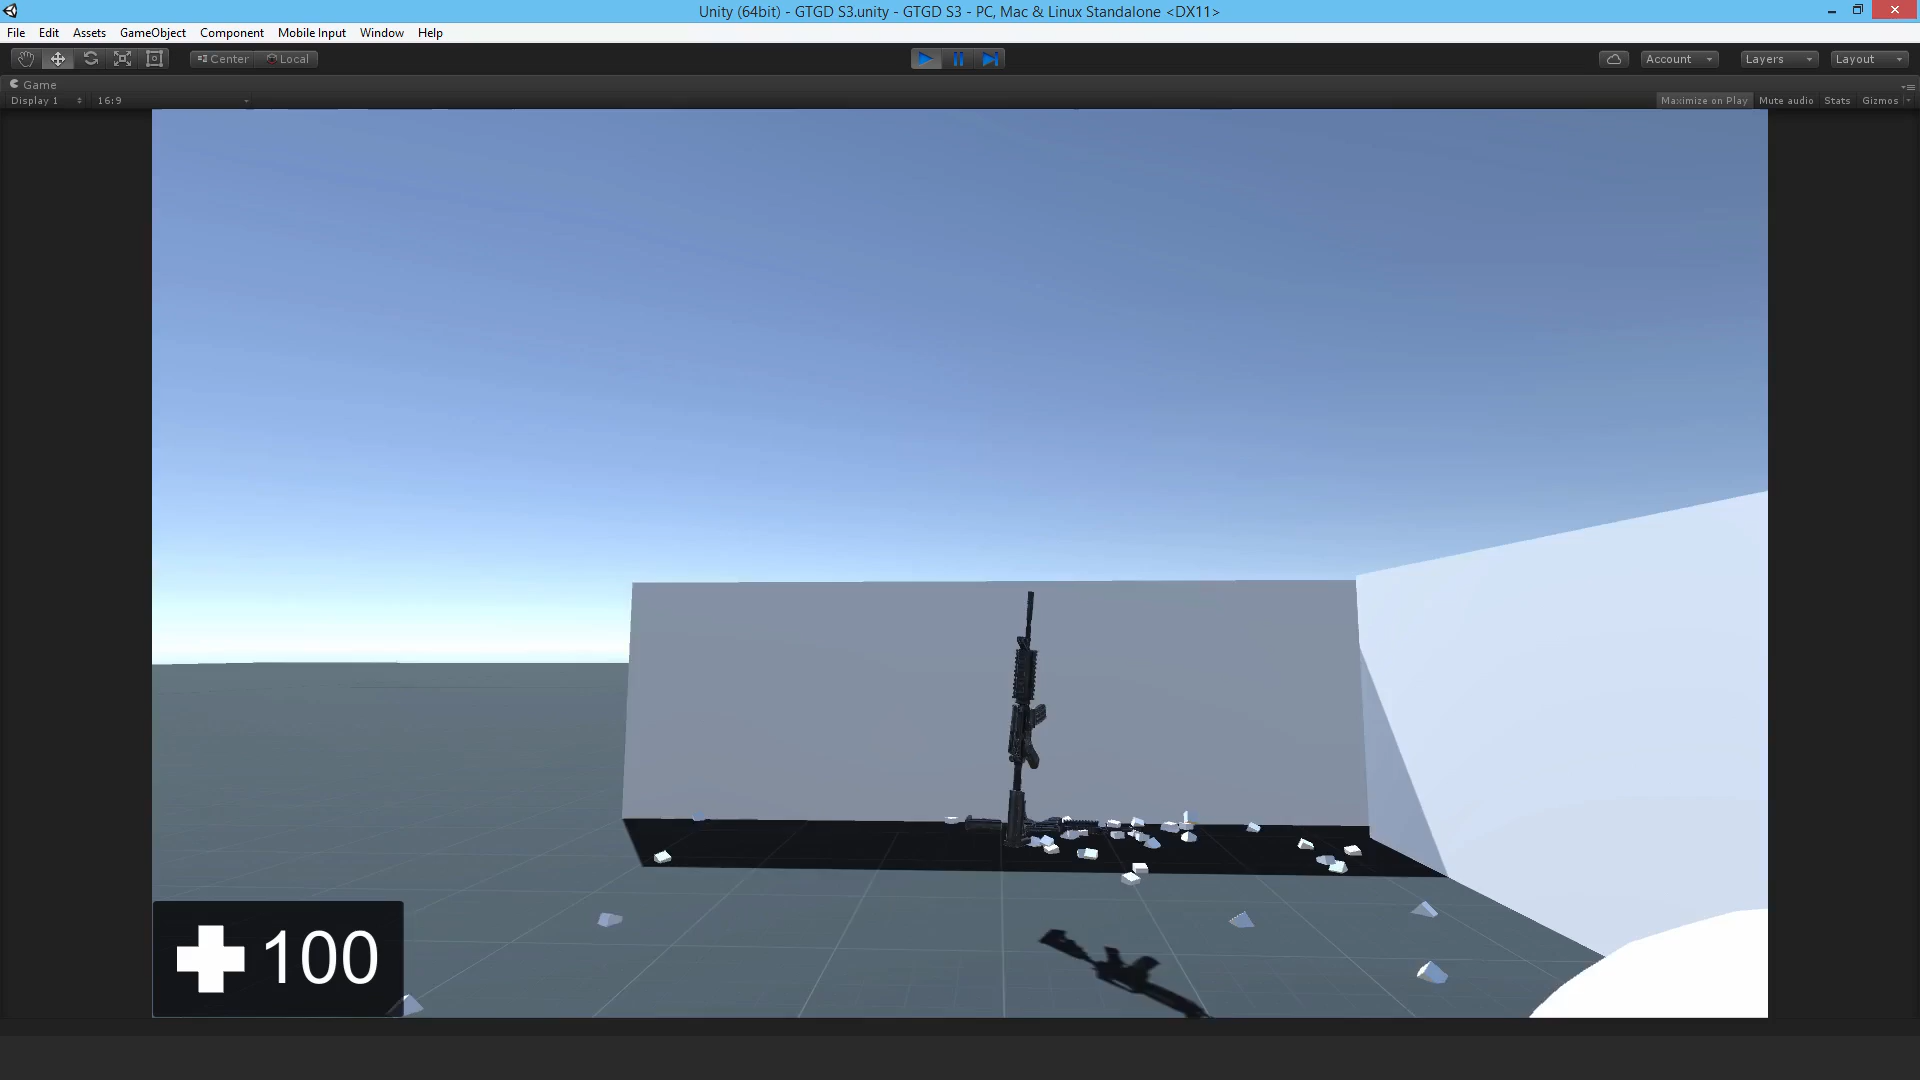 Unity (64bit) - GTGD S3.unity - GTGD S3 - PC, Mac & Linux Standalone <DX11>
File Edit Assets GameObject Component Mobile Input Window Help
Center Local Account Layers Layout
Game
Display 1 16:9 Maximize on Play Mute audio Stats Gizmos
100